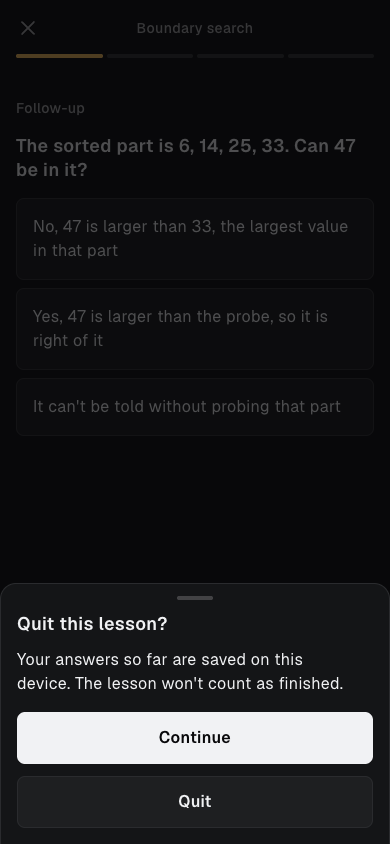 Boundary search
Follow-up
The sorted part is 6, 14, 25, 33. Can 47
be in it?
No, 47 is larger than 33, the largest value
in that part
Yes, 47 is larger than the probe, so it is
right of it
It can't be told without probing that part
Quit this lesson?
Your answers so far are saved on this
device. The lesson won't count as finished.
Continue
Quit